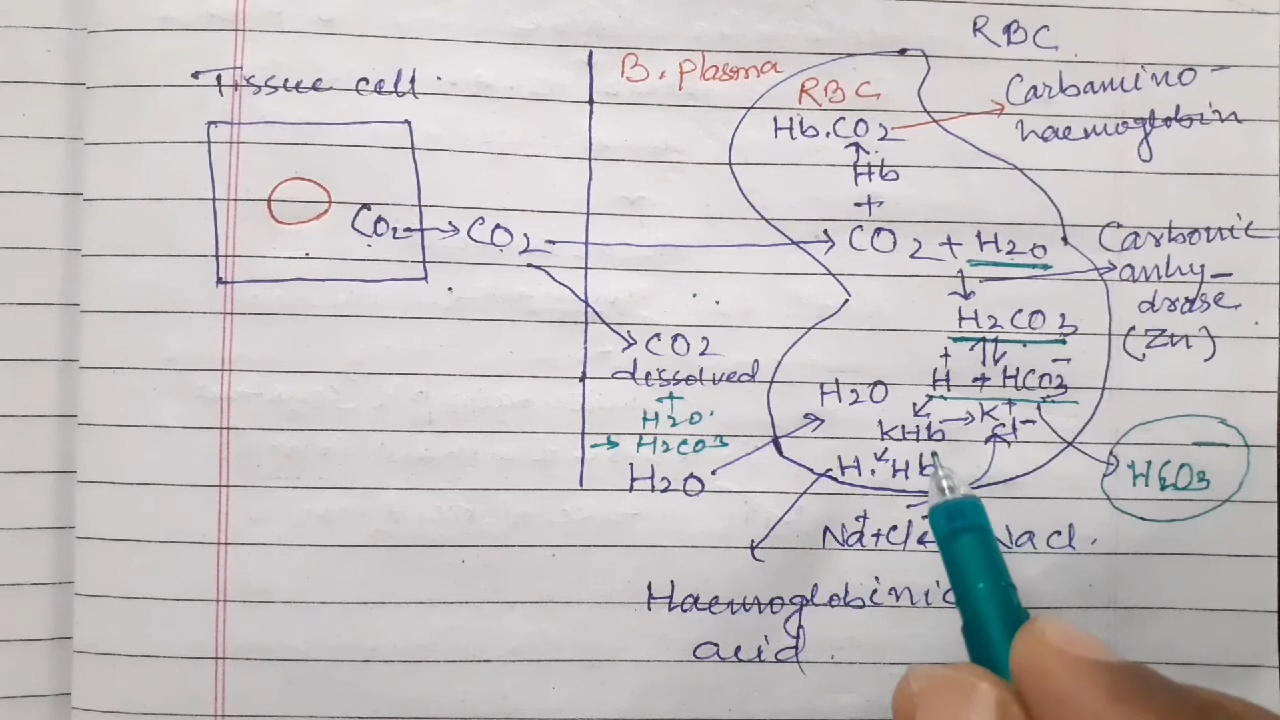 RBC
B. plasma
Tissue cell.
RBC
Carbamino-
haemoglobin
Hb.CO2
Hb
+
CO2 → CO2
CO2 + H2O
Carbonic
anhy-
drase
(Zn)
H2CO3
CO2
dissolved
+
H2O
H2CO3
H2O
H2O
H+ + HCO3-
KHb → K+
Cl-
H.Hb
HCO3-
Na+ + Cl-
NaCl.
Haemoglobinic
acid.